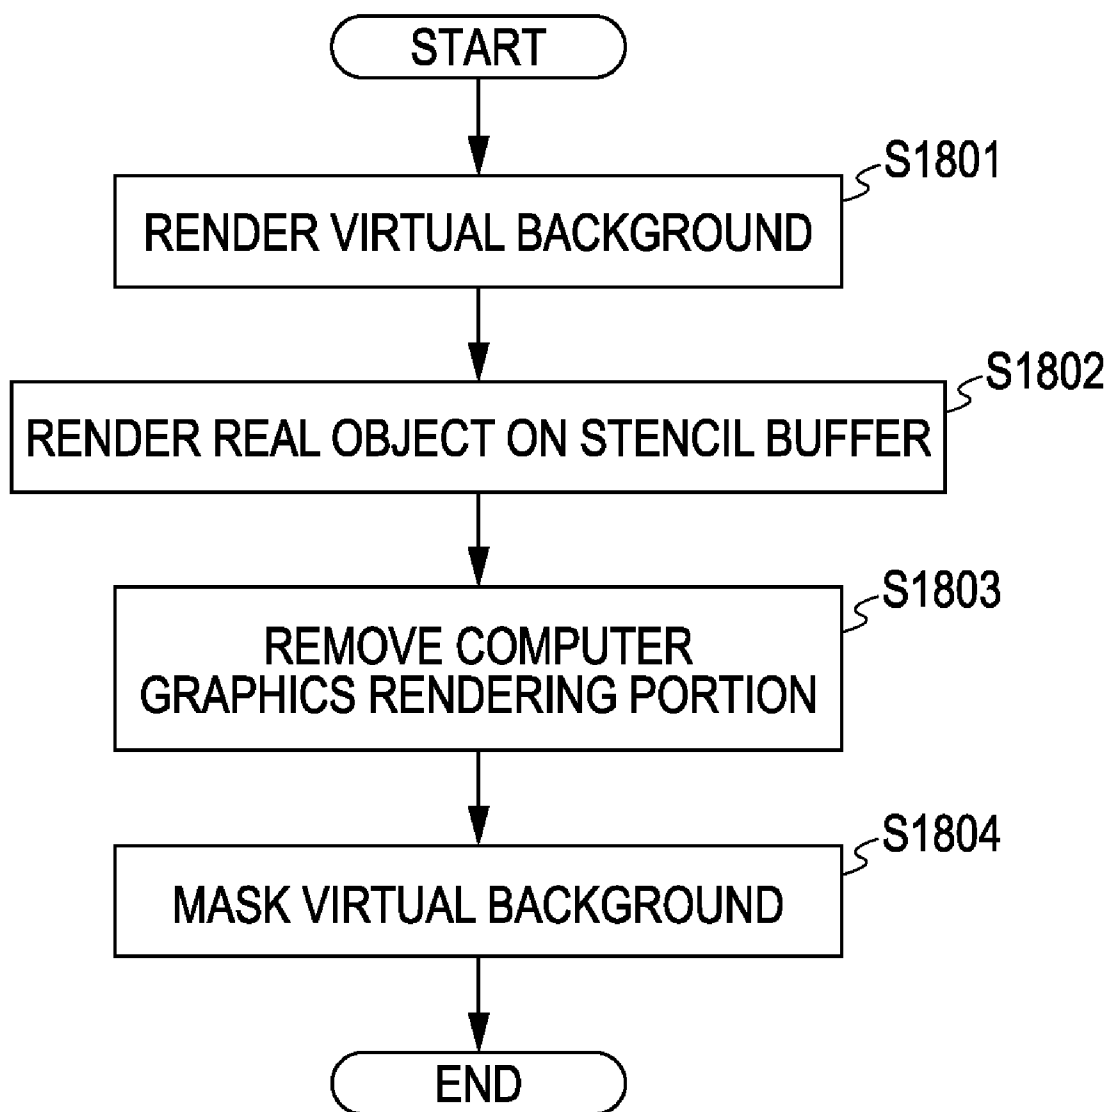 START
S1801
RENDER VIRTUAL BACKGROUND
S1802
RENDER REAL OBJECT ON STENCIL BUFFER
S1803
REMOVE COMPUTER
GRAPHICS RENDERING PORTION
S1804
MASK VIRTUAL BACKGROUND
END